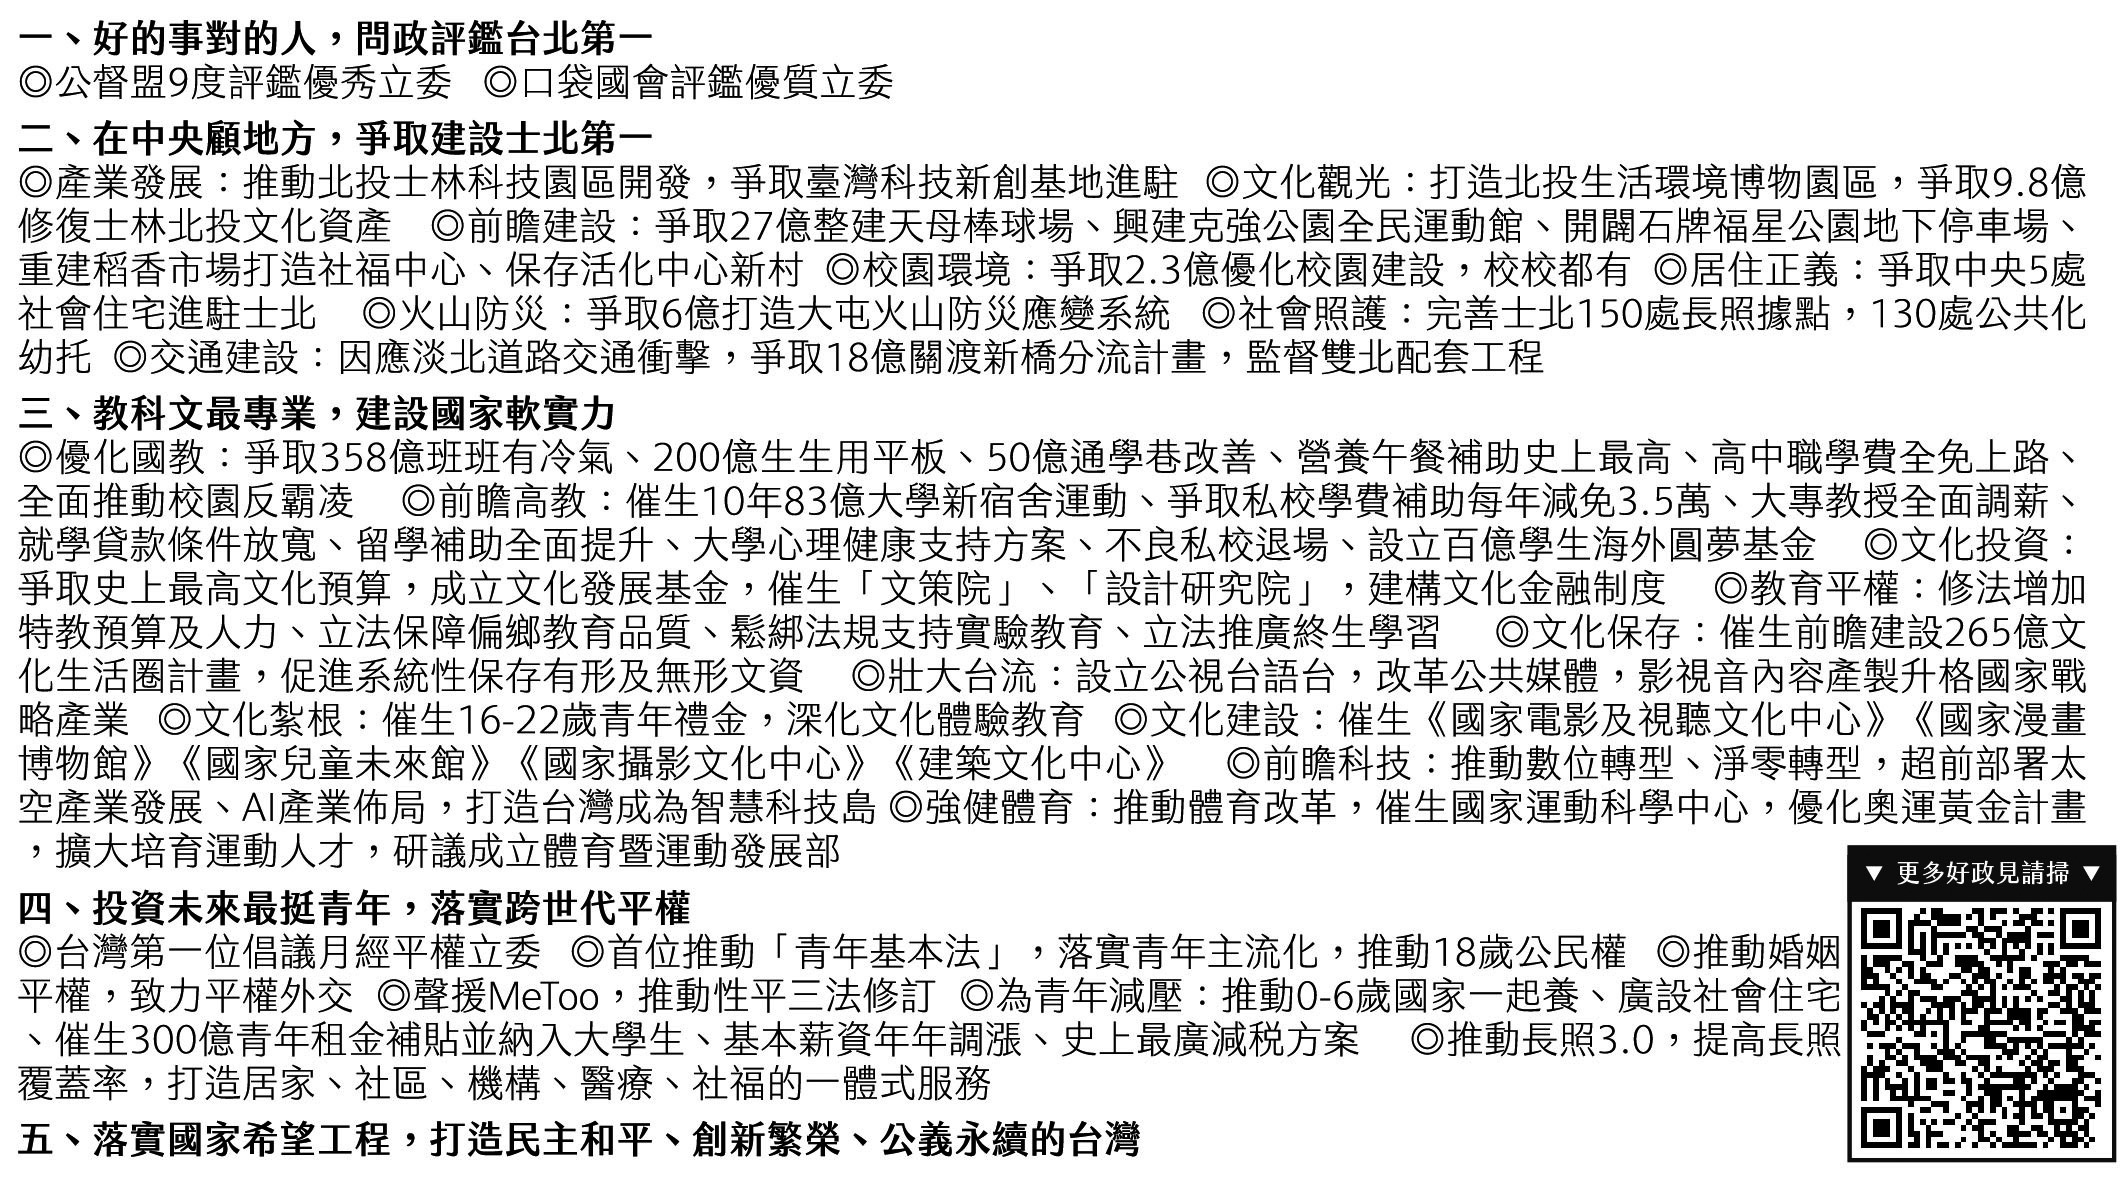 一、好的事對的人，問政評鑑台北第一
◎公督盟9度評鑑優秀立委 ◎口袋國會評鑑優質立委
二、在中央顧地方，爭取建設士北第一
◎產業發展：推動北投士林科技園區開發，爭取臺灣科技新創基地進駐 ◎文化觀光：打造北投生活環境博物園區，爭取9.8億
修復士林北投文化資產 ◎前瞻建設：爭取27億整建天母棒球場、興建克強公園全民運動館、開闢石牌福星公園地下停車場、
重建稻香市場打造社福中心、保存活化中心新村 ◎校園環境：爭取2.3億優化校園建設，校校都有 ◎居住正義：爭取中央5處
社會住宅進駐士北 ◎火山防災：爭取6億打造大屯火山防災應變系統 ◎社會照護：完善士北150處長照據點，130處公共化
幼托 ◎交通建設：因應淡北道路交通衝擊，爭取18億關渡新橋分流計畫，監督雙北配套工程
三、教科文最專業，建設國家軟實力
◎優化國教：爭取358億班班有冷氣、200億生生用平板、50億通學巷改善、營養午餐補助史上最高、高中職學費全免上路、
全面推動校園反霸凌 ◎前瞻高教：催生10年83億大學新宿舍運動、爭取私校學費補助每年減免3.5萬、大專教授全面調薪、
就學貸款條件放寬、留學補助全面提升、大學心理健康支持方案、不良私校退場、設立百億學生海外圓夢基金 ◎文化投資：
爭取史上最高文化預算，成立文化發展基金，催生「文策院」、「設計研究院」，建構文化金融制度 ◎教育平權：修法增加
特教預算及人力、立法保障偏鄉教育品質、鬆綁法規支持實驗教育、立法推廣終生學習 ◎文化保存：催生前瞻建設265億文
化生活圈計畫，促進系統性保存有形及無形文資 ◎壯大台流：設立公視台語台，改革公共媒體，影視音內容產製升格國家戰
略產業 ◎文化紮根：催生16-22歲青年禮金，深化文化體驗教育 ◎文化建設：催生《國家電影及視聽文化中心》《國家漫畫
博物館》《國家兒童未來館》《國家攝影文化中心》《建築文化中心》 ◎前瞻科技：推動數位轉型、淨零轉型，超前部署太
空產業發展、AI產業佈局，打造台灣成為智慧科技島 ◎強健體育：推動體育改革，催生國家運動科學中心，優化奧運黃金計畫
，擴大培育運動人才，研議成立體育暨運動發展部
四、投資未來最挺青年，落實跨世代平權
◎台灣第一位倡議月經平權立委 ◎首位推動「青年基本法」，落實青年主流化，推動18歲公民權 ◎推動婚姻
平權，致力平權外交 ◎聲援MeToo，推動性平三法修訂 ◎為青年減壓：推動0-6歲國家一起養、廣設社會住宅
、催生300億青年租金補貼並納入大學生、基本薪資年年調漲、史上最廣減稅方案 ◎推動長照3.0，提高長照
覆蓋率，打造居家、社區、機構、醫療、社福的一體式服務
五、落實國家希望工程，打造民主和平、創新繁榮、公義永續的台灣
▼ 更多好政見請掃 ▼